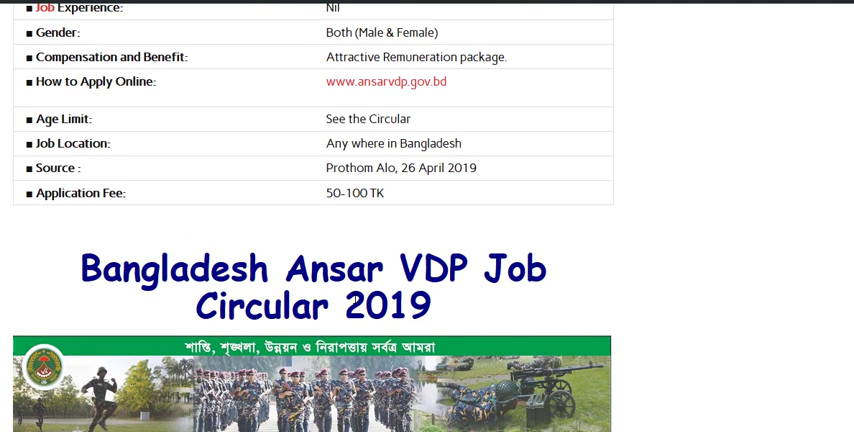 ■ Job Experience: Nil
■ Gender: Both (Male & Female)
■ Compensation and Benefit: Attractive Remuneration package.
■ How to Apply Online: www.ansarvdp.gov.bd
■ Age Limit: See the Circular
■ Job Location: Any where in Bangladesh
■ Source : Prothom Alo, 26 April 2019
■ Application Fee: 50-100 TK
Bangladesh Ansar VDP Job
Circular 2019
শান্তি, শৃঙ্খলা, উন্নয়ন ও নিরাপত্তায় সর্বত্র আমরা